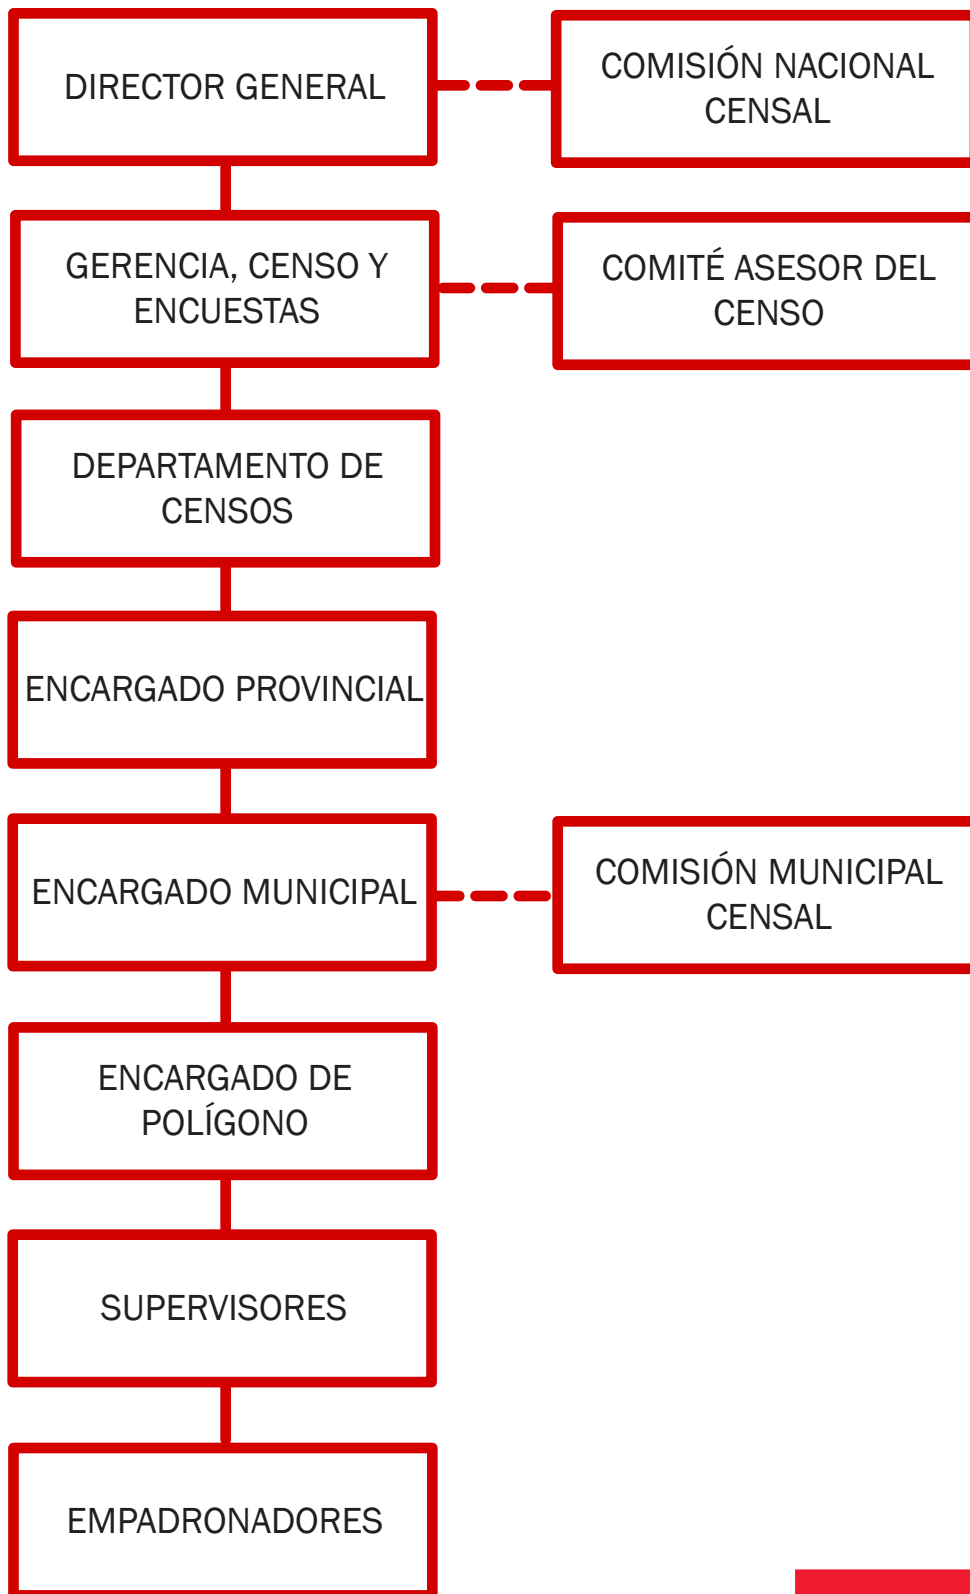 DIRECTOR GENERAL
COMISIÓN NACIONAL
CENSAL
GERENCIA, CENSO Y
ENCUESTAS
COMITÉ ASESOR DEL
CENSO
DEPARTAMENTO DE
CENSOS
ENCARGADO PROVINCIAL
ENCARGADO MUNICIPAL
COMISIÓN MUNICIPAL
CENSAL
ENCARGADO DE
POLÍGONO
SUPERVISORES
EMPADRONADORES